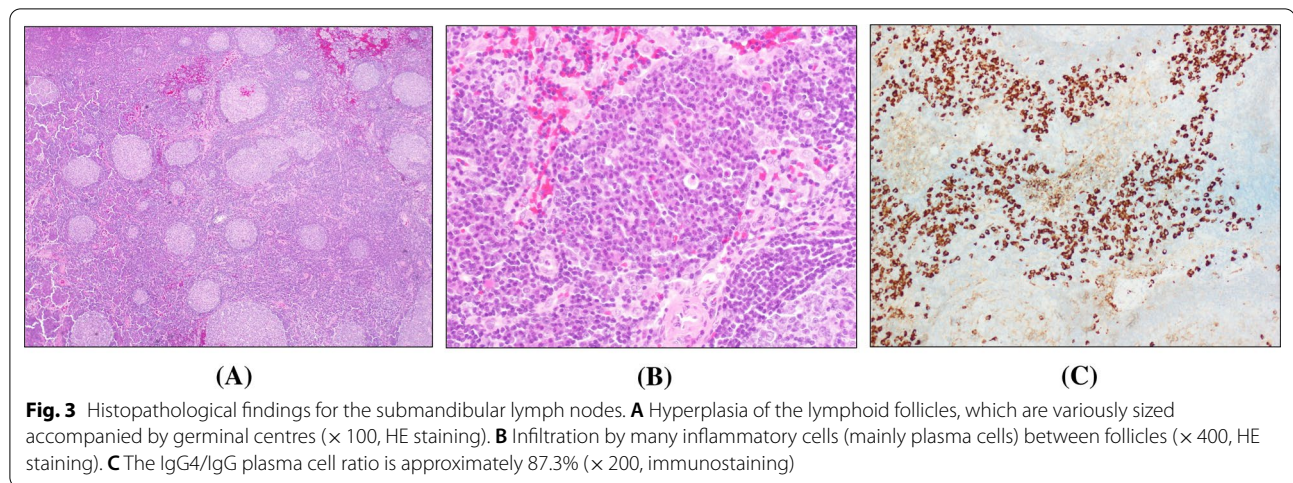 (A)
(B)
(C)
Fig. 3 Histopathological findings for the submandibular lymph nodes. A Hyperplasia of the lymphoid follicles, which are variously sized
accompanied by germinal centres (× 100, HE staining). B Infiltration by many inflammatory cells (mainly plasma cells) between follicles (× 400, HE
staining). C The IgG4/IgG plasma cell ratio is approximately 87.3% (× 200, immunostaining)